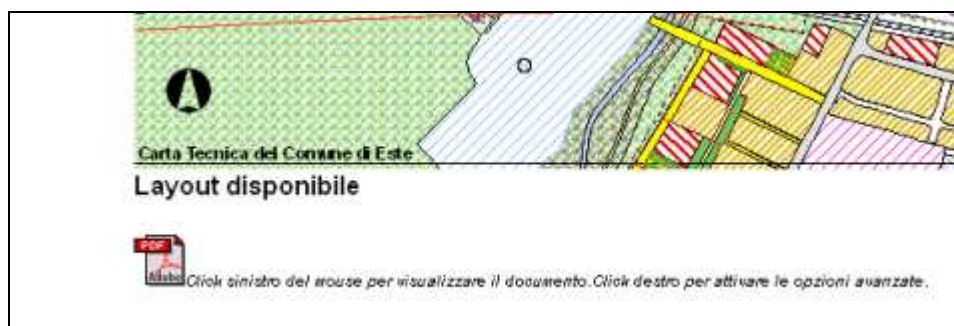 O
Carta Tecnica del Comune di Este
Layout disponibile
PDF
Adobe
Click sinistro del mouse per visualizzare il documento.Click destro per attivare le opzioni avanzate.